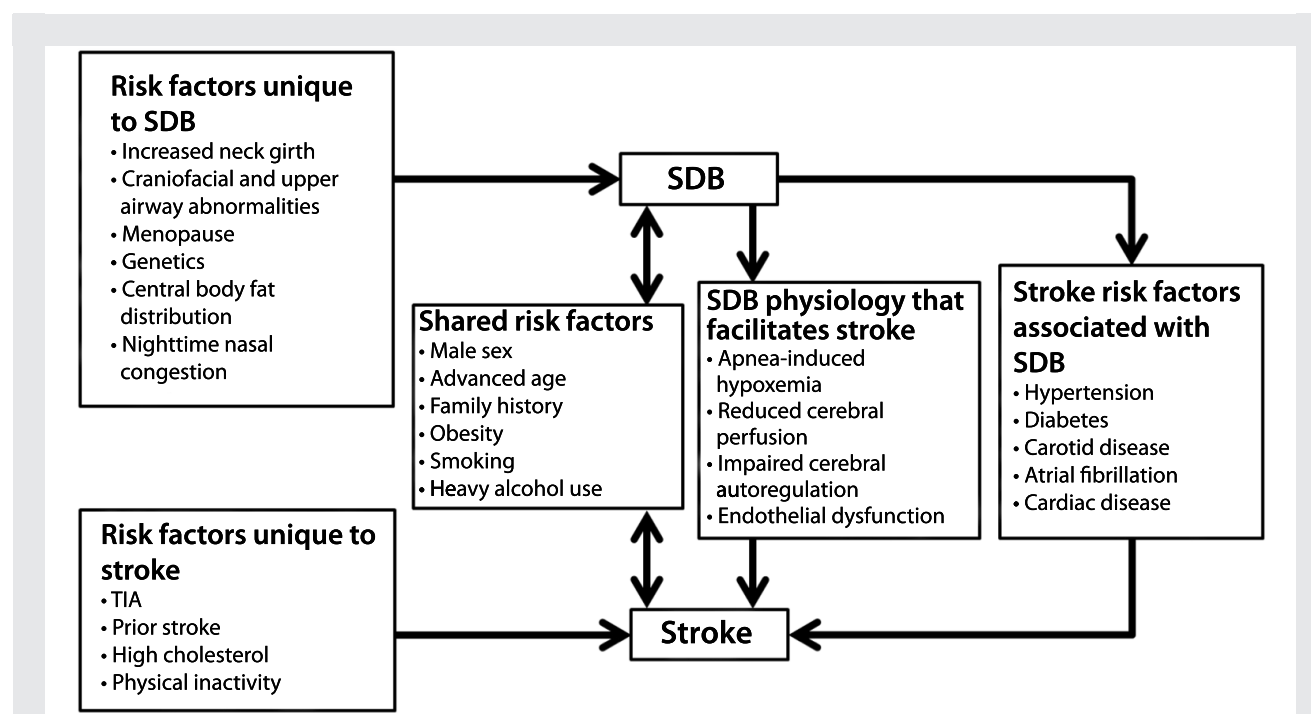 Risk factors unique
to SDB
• Increased neck girth
• Craniofacial and upper
airway abnormalities
• Menopause
• Genetics
• Central body fat
distribution
• Nighttime nasal
congestion
SDB
Shared risk factors
• Male sex
• Advanced age
• Family history
• Obesity
• Smoking
• Heavy alcohol use
SDB physiology that
facilitates stroke
• Apnea-induced
hypoxemia
• Reduced cerebral
perfusion
• Impaired cerebral
autoregulation
• Endothelial dysfunction
Stroke risk factors
associated with
SDB
• Hypertension
• Diabetes
• Carotid disease
• Atrial fibrillation
• Cardiac disease
Risk factors unique to
stroke
• TIA
• Prior stroke
• High cholesterol
• Physical inactivity
Stroke